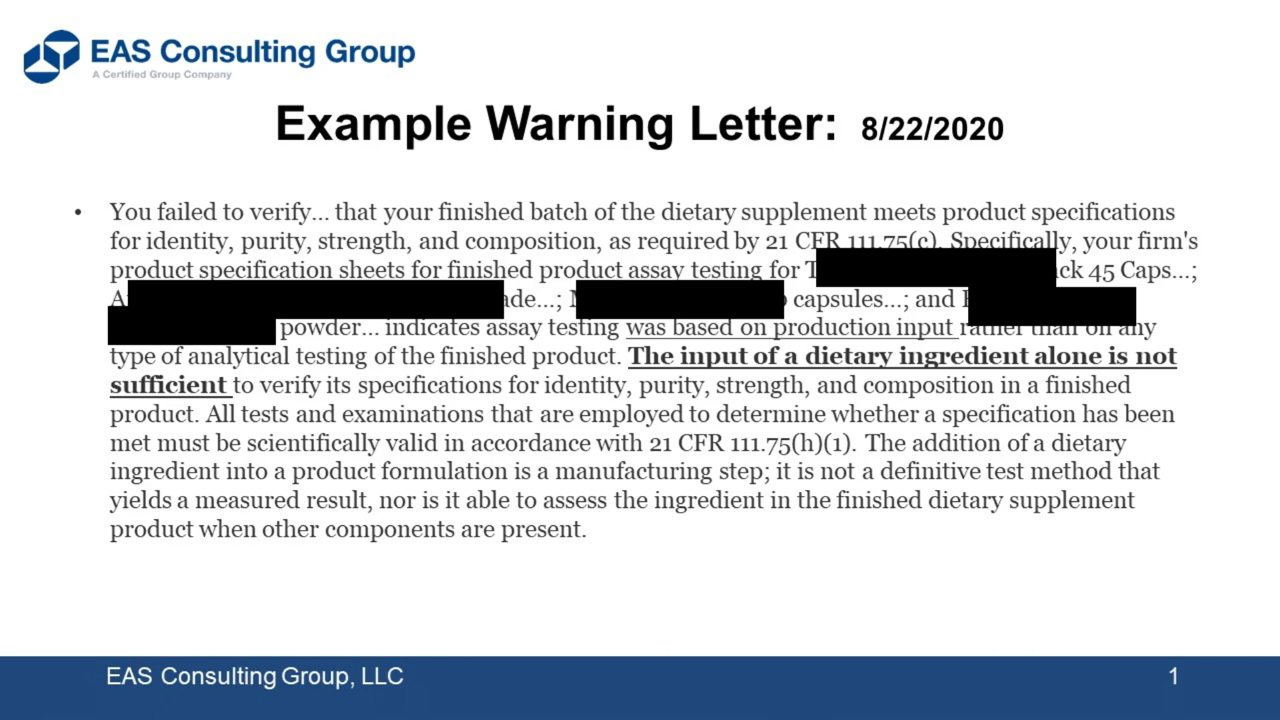 EAS Consulting Group
A Certified Group Company
Example Warning Letter: 8/22/2020
• You failed to verify... that your finished batch of the dietary supplement meets product specifications
for identity, purity, strength, and composition, as required by 21 CFR 111.75(c). Specifically, your firm's
product specification sheets for finished product assay testing for T ck 45 Caps...;
A ade...; capsules...; and
powder... indicates assay testing was based on production input rather than on any
type of analytical testing of the finished product. The input of a dietary ingredient alone is not
sufficient to verify its specifications for identity, purity, strength, and composition in a finished
product. All tests and examinations that are employed to determine whether a specification has been
met must be scientifically valid in accordance with 21 CFR 111.75(h)(1). The addition of a dietary
ingredient into a product formulation is a manufacturing step; it is not a definitive test method that
yields a measured result, nor is it able to assess the ingredient in the finished dietary supplement
product when other components are present.
EAS Consulting Group, LLC
1